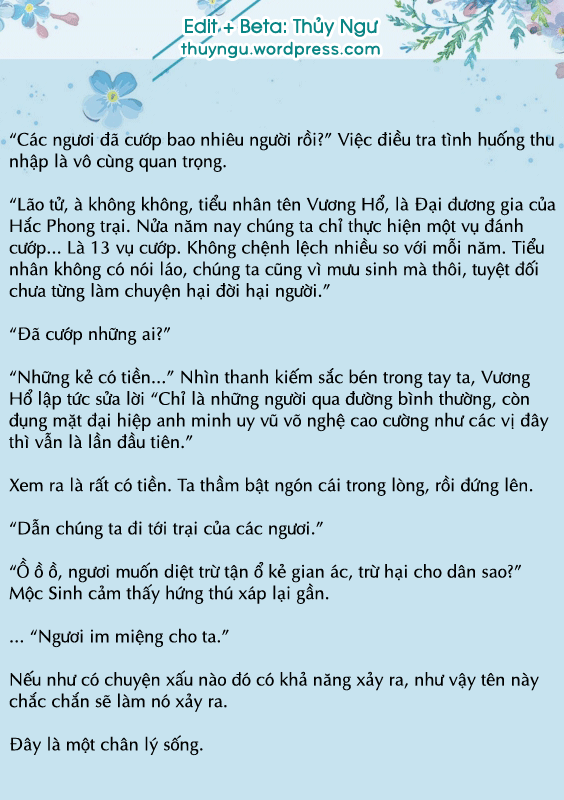 Edit + Beta: Thủy Ngư
thuyngu.wordpress.com
“Các ngươi đã cướp bao nhiêu người rồi?” Việc điều tra tình huống thu
nhập là vô cùng quan trọng.
“Lão tử, à không không, tiểu nhân tên Vương Hổ, là Đại đương gia của
Hắc Phong trại. Nửa năm nay chúng ta chỉ thực hiện một vụ đánh
cướp... Là 13 vụ cướp. Không chệnh lệch nhiều so với mỗi năm. Tiểu
nhân không có nói láo, chúng ta cũng vì mưu sinh mà thôi, tuyệt đối
chưa từng làm chuyện hại đời hại người.”
“Đã cướp những ai?”
“Những kẻ có tiền...” Nhìn thanh kiếm sắc bén trong tay ta, Vương
Hổ lập tức sửa lời “Chỉ là những người qua đường bình thường, còn
đụng mặt đại hiệp anh minh uy vũ võ nghệ cao cường như các vị đây
thì vẫn là lần đầu tiên.”
Xem ra là rất có tiền. Ta thầm bật ngón cái trong lòng, rồi đứng lên.
“Dẫn chúng ta đi tới trại của các ngươi.”
“Ồ ồ ồ, ngươi muốn diệt trừ tận ổ kẻ gian ác, trừ hại cho dân sao?”
Mộc Sinh cảm thấy hứng thú xáp lại gần.
... “Ngươi im miệng cho ta.”
Nếu như có chuyện xấu nào đó có khả năng xảy ra, như vậy tên này
chắc chắn sẽ làm nó xảy ra.
Đây là một chân lý sống.